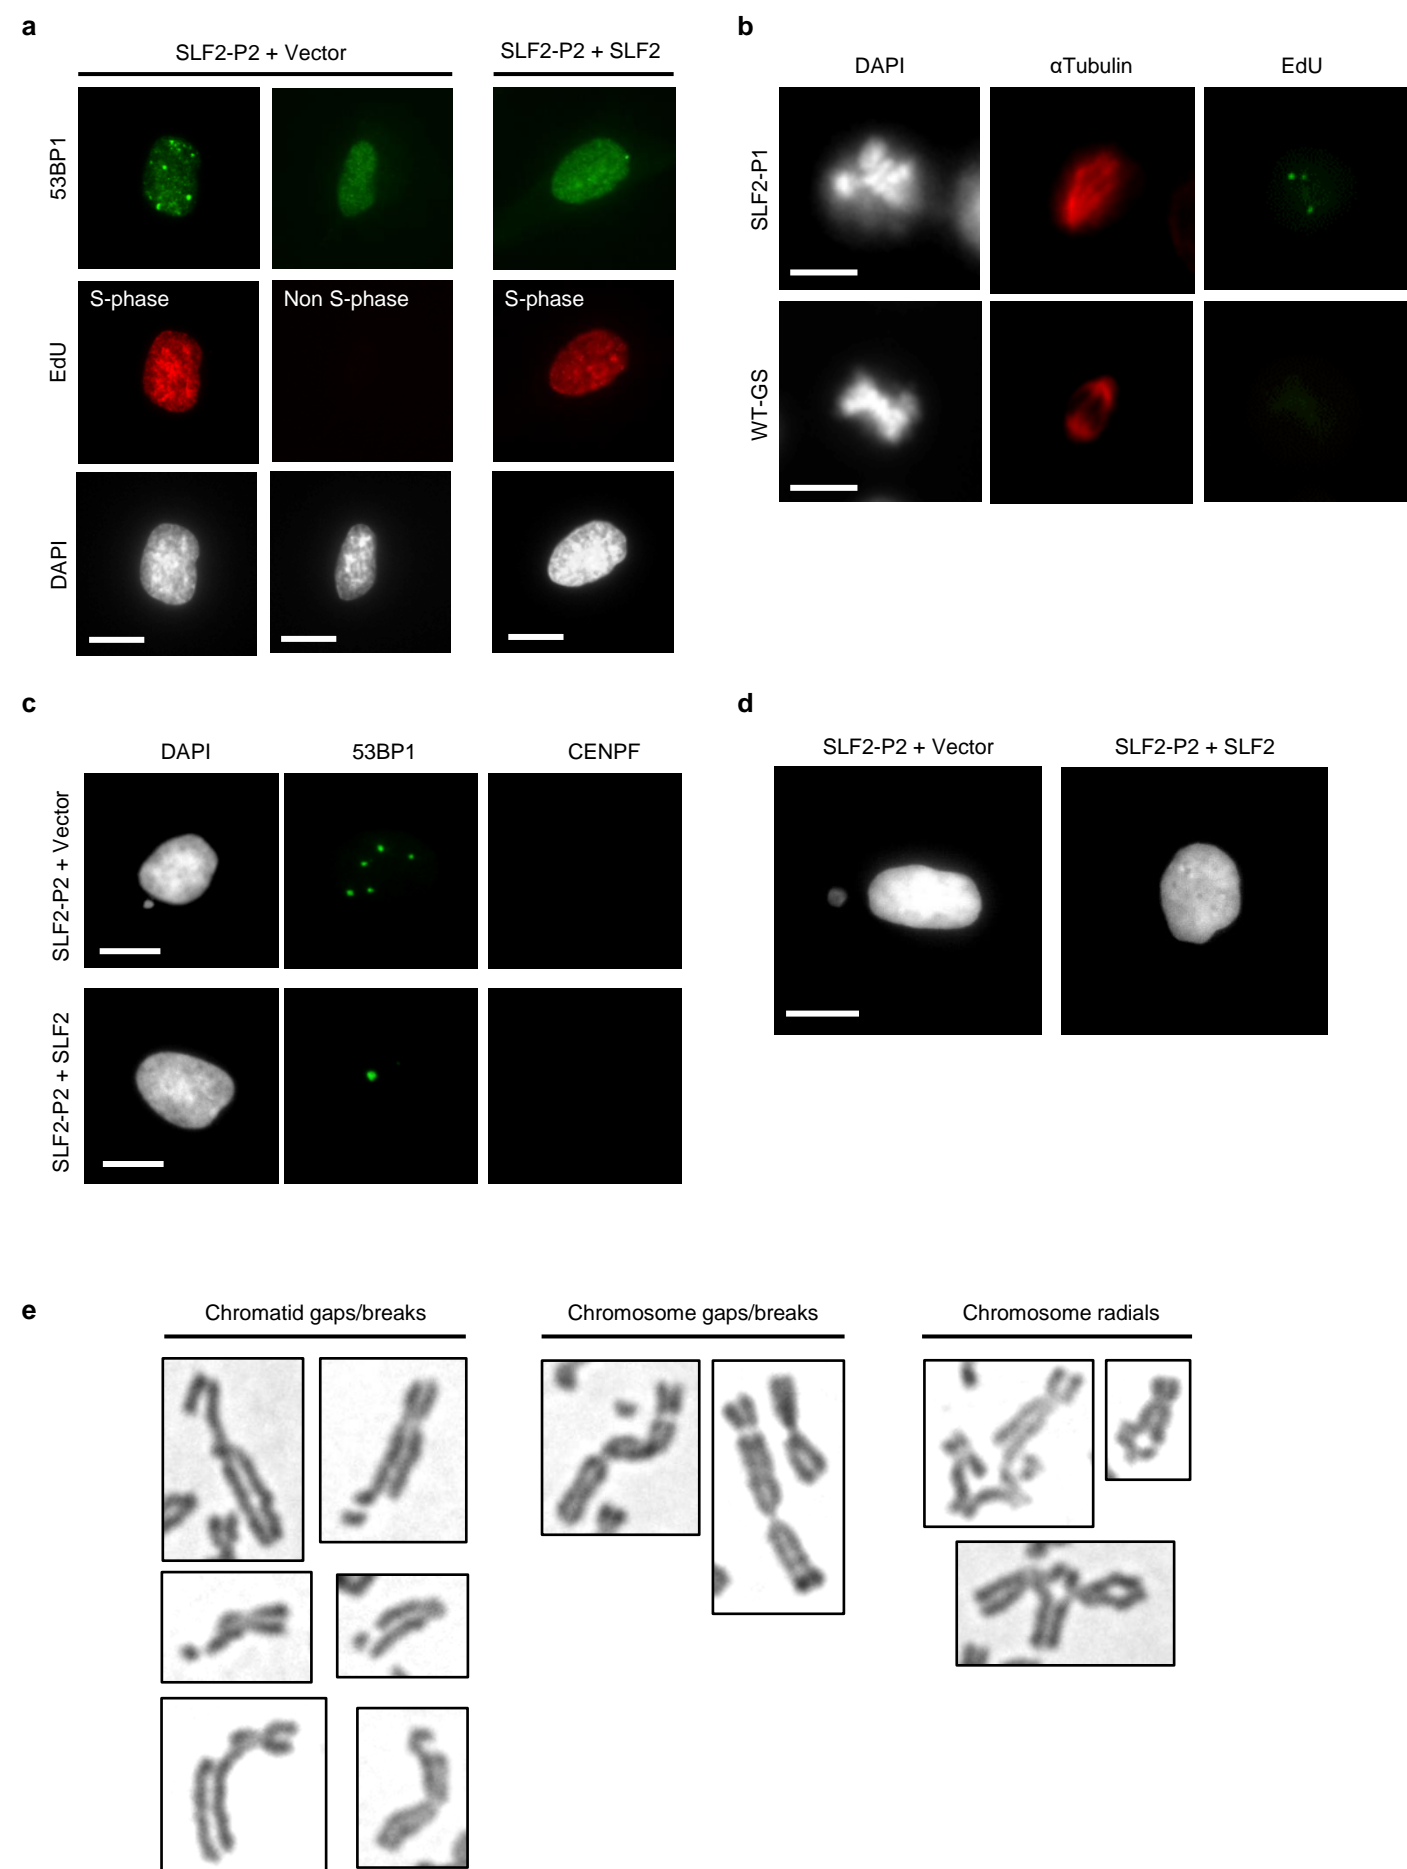 a
SLF2-P2 + Vector
SLF2-P2 + SLF2
53BP1
EdU
S-phase
Non S-phase
S-phase
DAPI
b
DAPI
αTubulin
EdU
SLF2-P1
WT-GS
c
DAPI
53BP1
CENPF
SLF2-P2 + Vector
SLF2-P2 + SLF2
d
SLF2-P2 + Vector
SLF2-P2 + SLF2
e
Chromatid gaps/breaks
Chromosome gaps/breaks
Chromosome radials